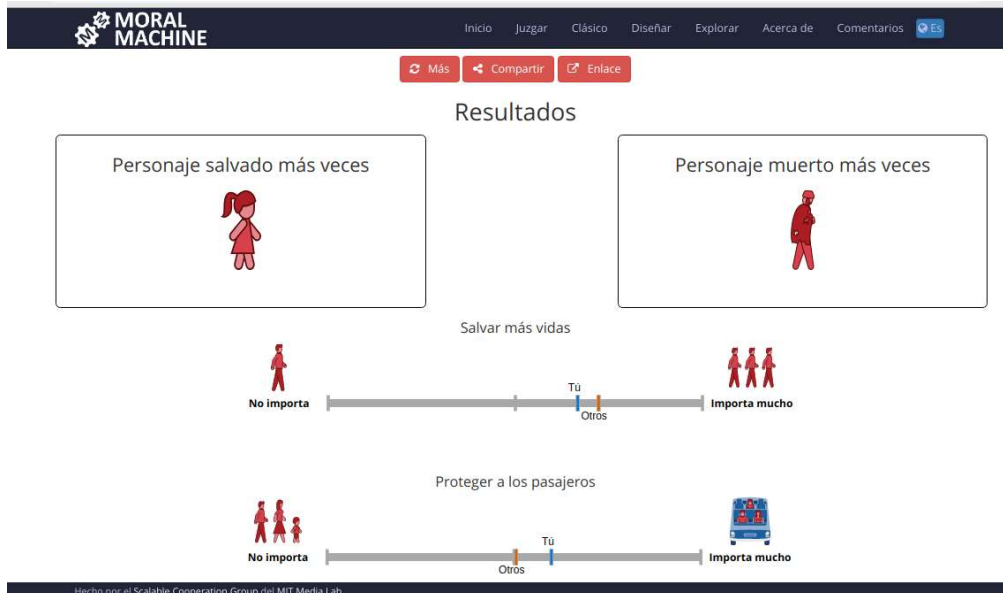 MORAL
MACHINE
Inicio Juzgar Clásico Diseñar Explorar Acerca de Comentarios Es
Más Compartir Enlace
Resultados
Personaje salvado más veces
Personaje muerto más veces
Salvar más vidas
Tú
No importa Importa mucho
Otros
Proteger a los pasajeros
Tú
No importa Importa mucho
Otros
Hecho por el Scalable Cooperation Group del MIT Media Lab